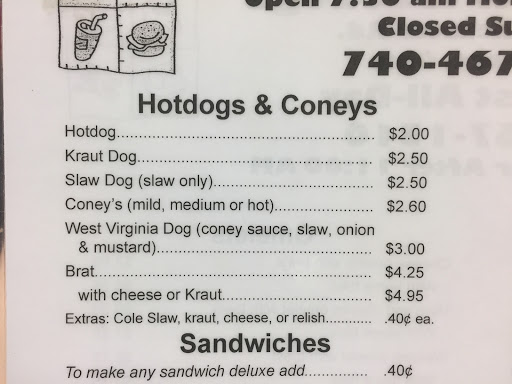 Closed Su
740-467
Hotdogs & Coneys
Hotdog.................................................... $2.00
Kraut Dog................................................ $2.50
Slaw Dog (slaw only)................................ $2.50
Coney's (mild, medium or hot).................... $2.60
West Virginia Dog (coney sauce, slaw, onion
& mustard)............................................ $3.00
Brat......................................................... $4.25
with cheese or Kraut............................... $4.95
Extras: Cole Slaw, kraut, cheese, or relish........... .40¢ ea.
Sandwiches
To make any sandwich deluxe add............... .40¢